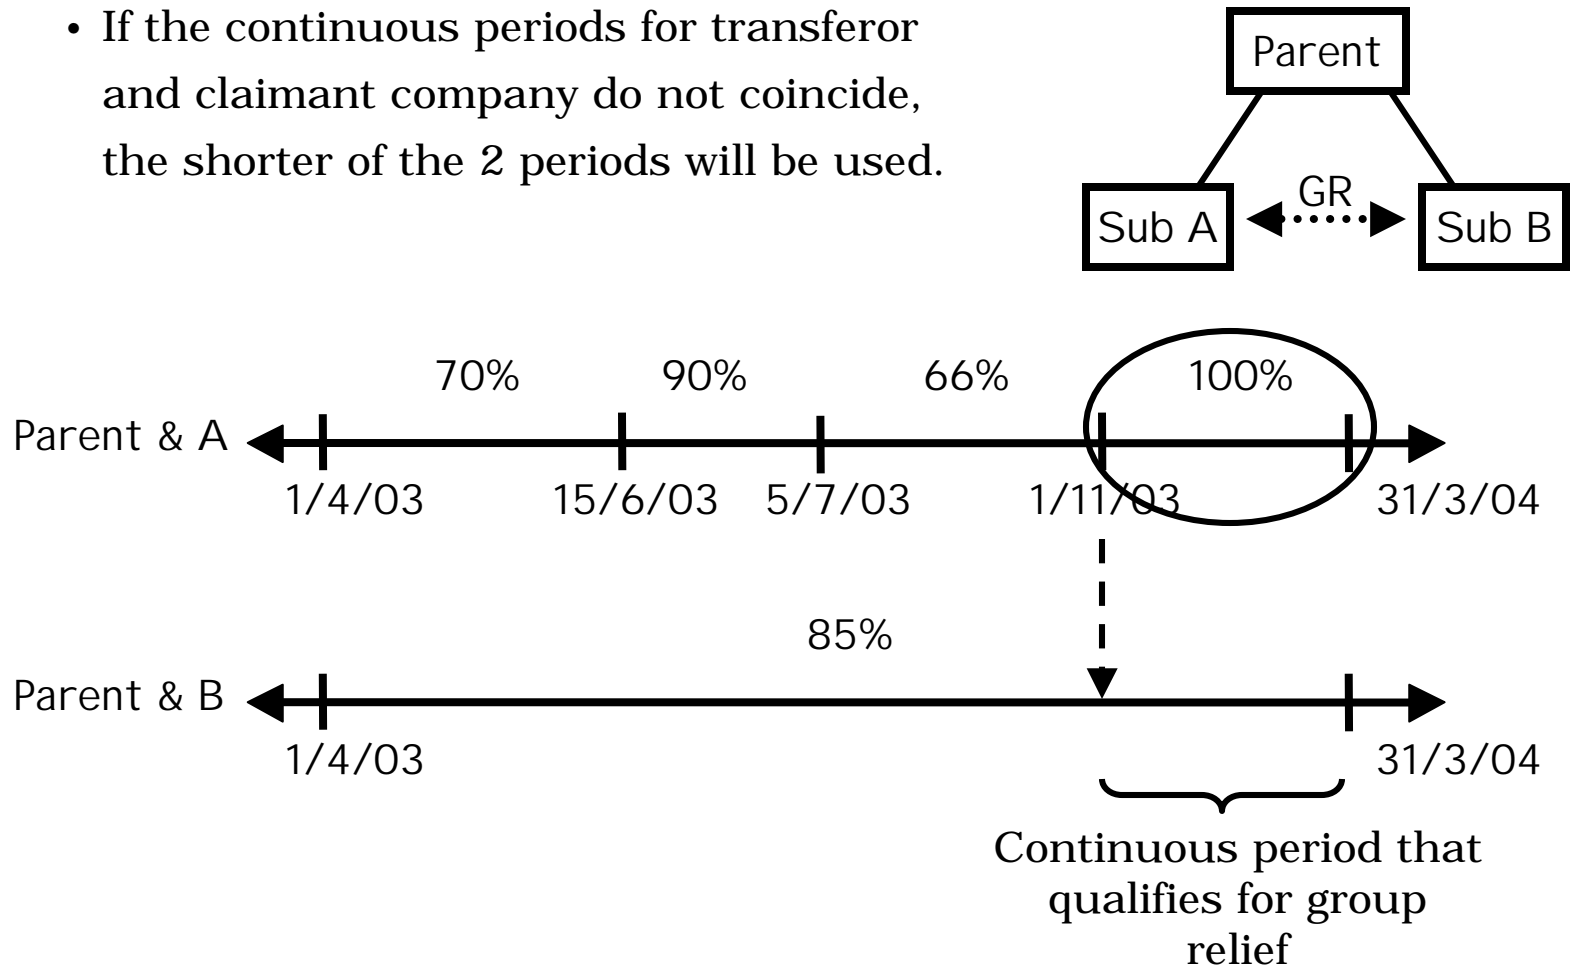 • If the continuous periods for transferor
and claimant company do not coincide,
the shorter of the 2 periods will be used.
Parent
GR
Sub A
Sub B
70% 90% 66% 100%
Parent & A
1/4/03 15/6/03 5/7/03 1/11/03 31/3/04
85%
Parent & B
1/4/03 31/3/04
Continuous period that
qualifies for group
relief